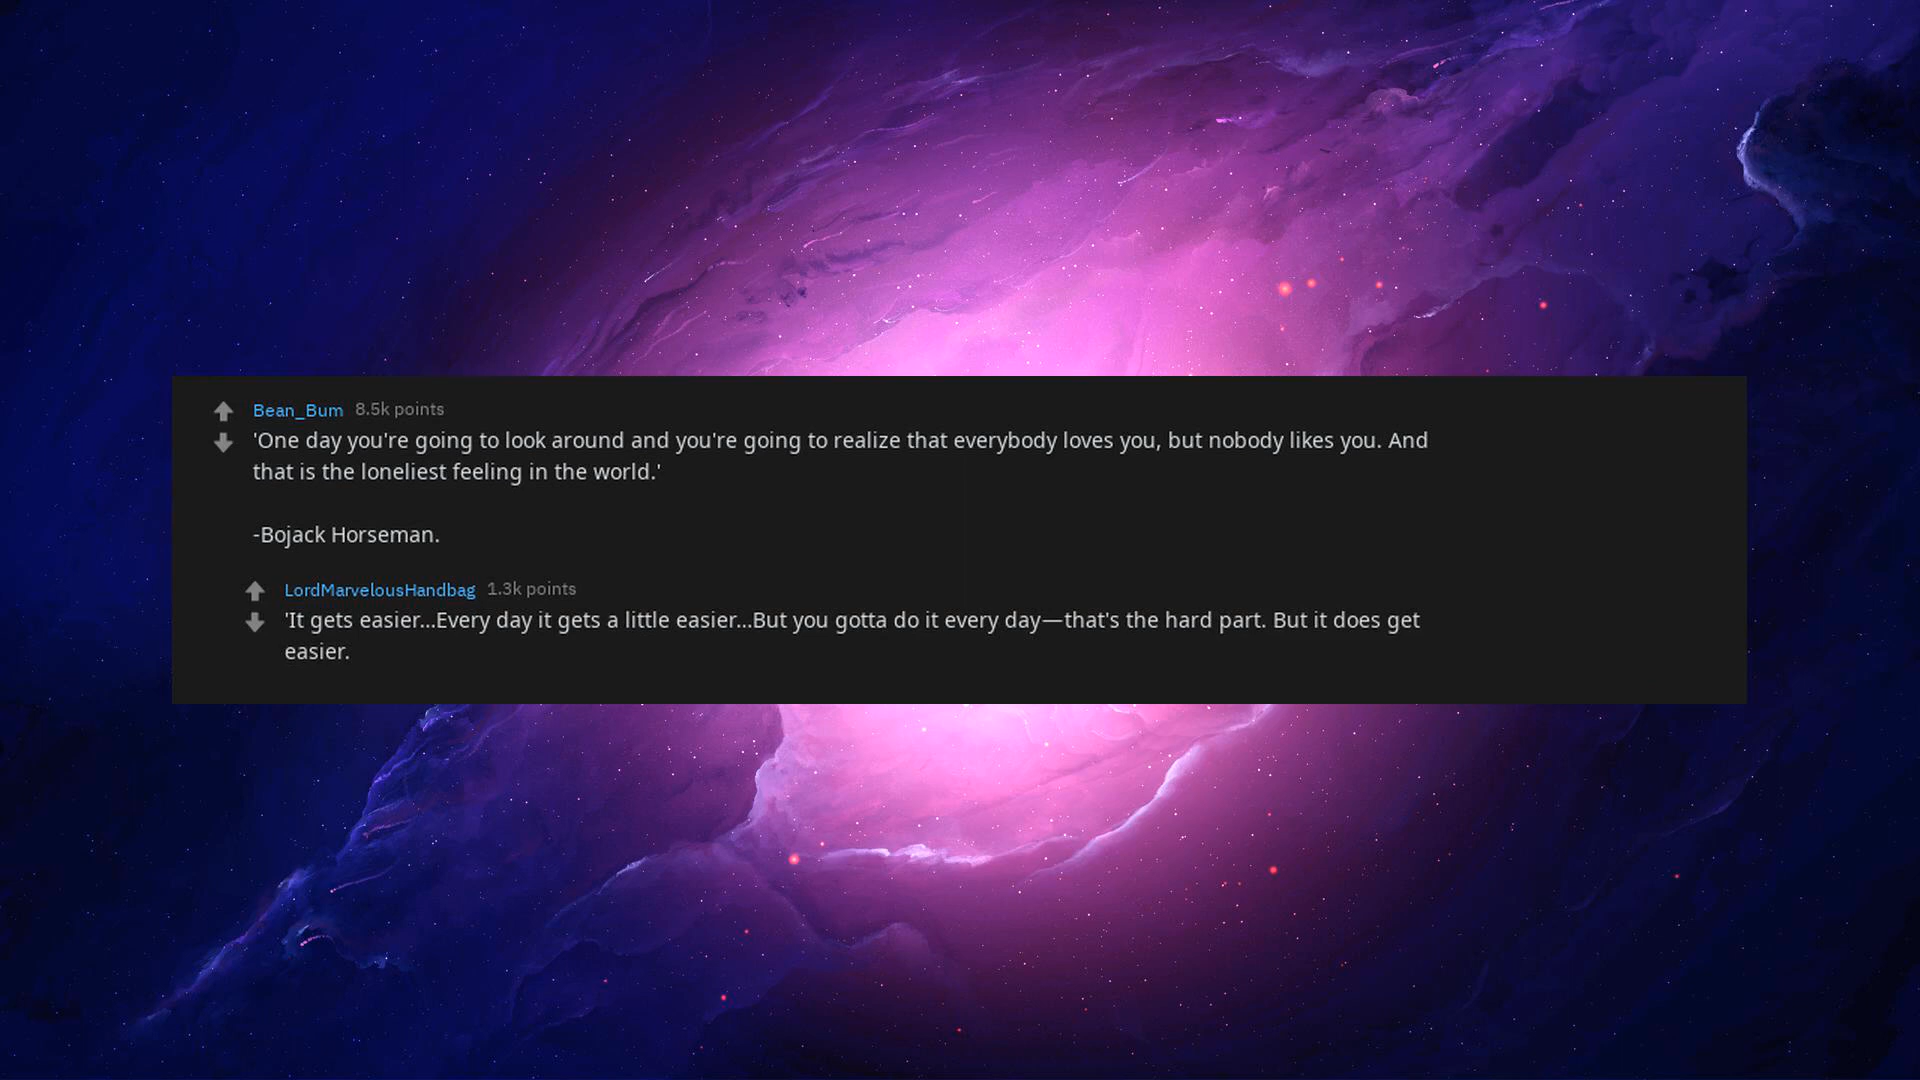 Bean_Bum 8.5k points
'One day you're going to look around and you're going to realize that everybody loves you, but nobody likes you. And
that is the loneliest feeling in the world.'
-Bojack Horseman.
LordMarvelousHandbag 1.3k points
'It gets easier...Every day it gets a little easier...But you gotta do it every day—that's the hard part. But it does get
easier.